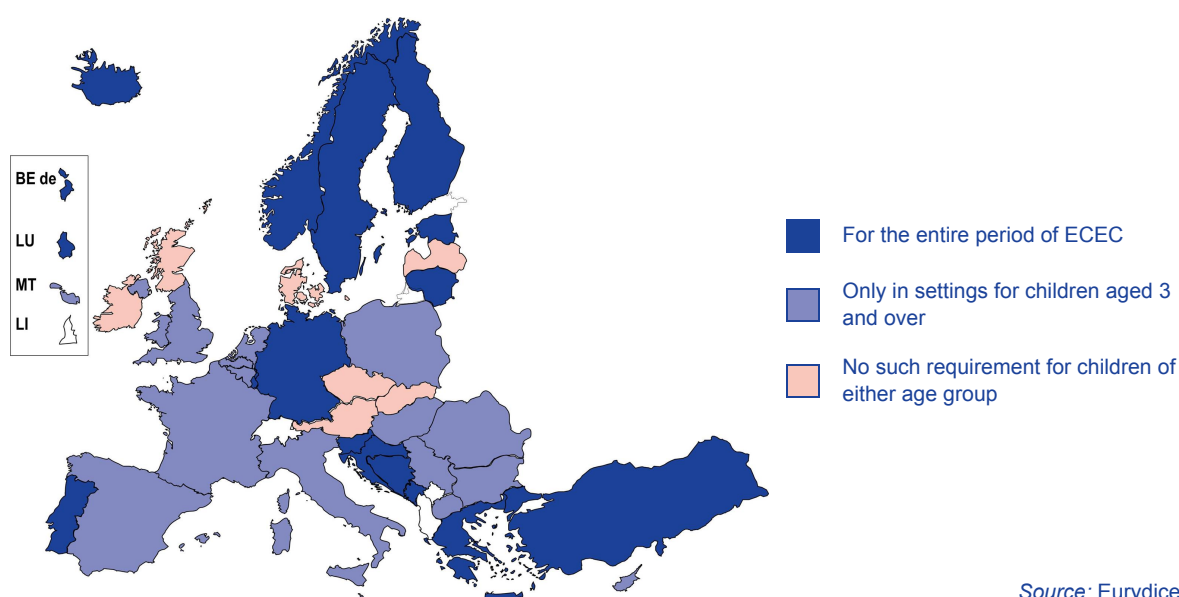 BE de
LU
MT
LI
For the entire period of ECEC
Only in settings for children aged 3
and over
No such requirement for children of
either age group
Source: Eurydice